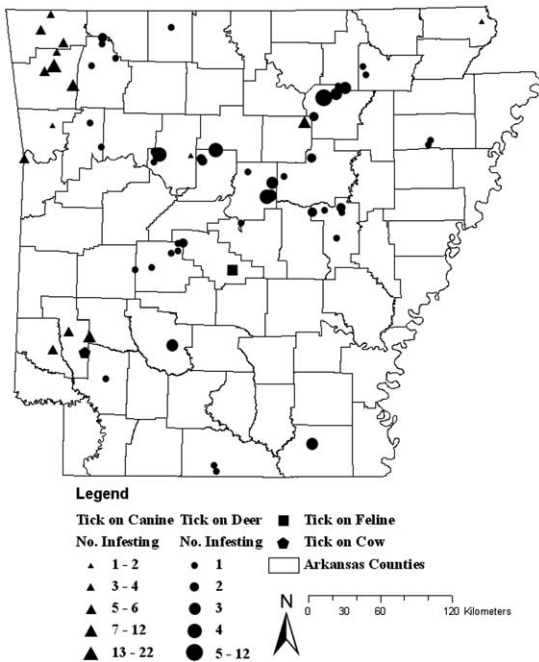 Legend
Tick on Canine Tick on Deer ■ Tick on Feline
No. Infesting No. Infesting ⬟ Tick on Cow
▲ 1 - 2 ● 1 Arkansas Counties
▲ 3 - 4 ● 2
▲ 5 - 6 ● 3
▲ 7 - 12 ● 4
▲ 13 - 22 ● 5 - 12
N
0 30 60 120 Kilometers